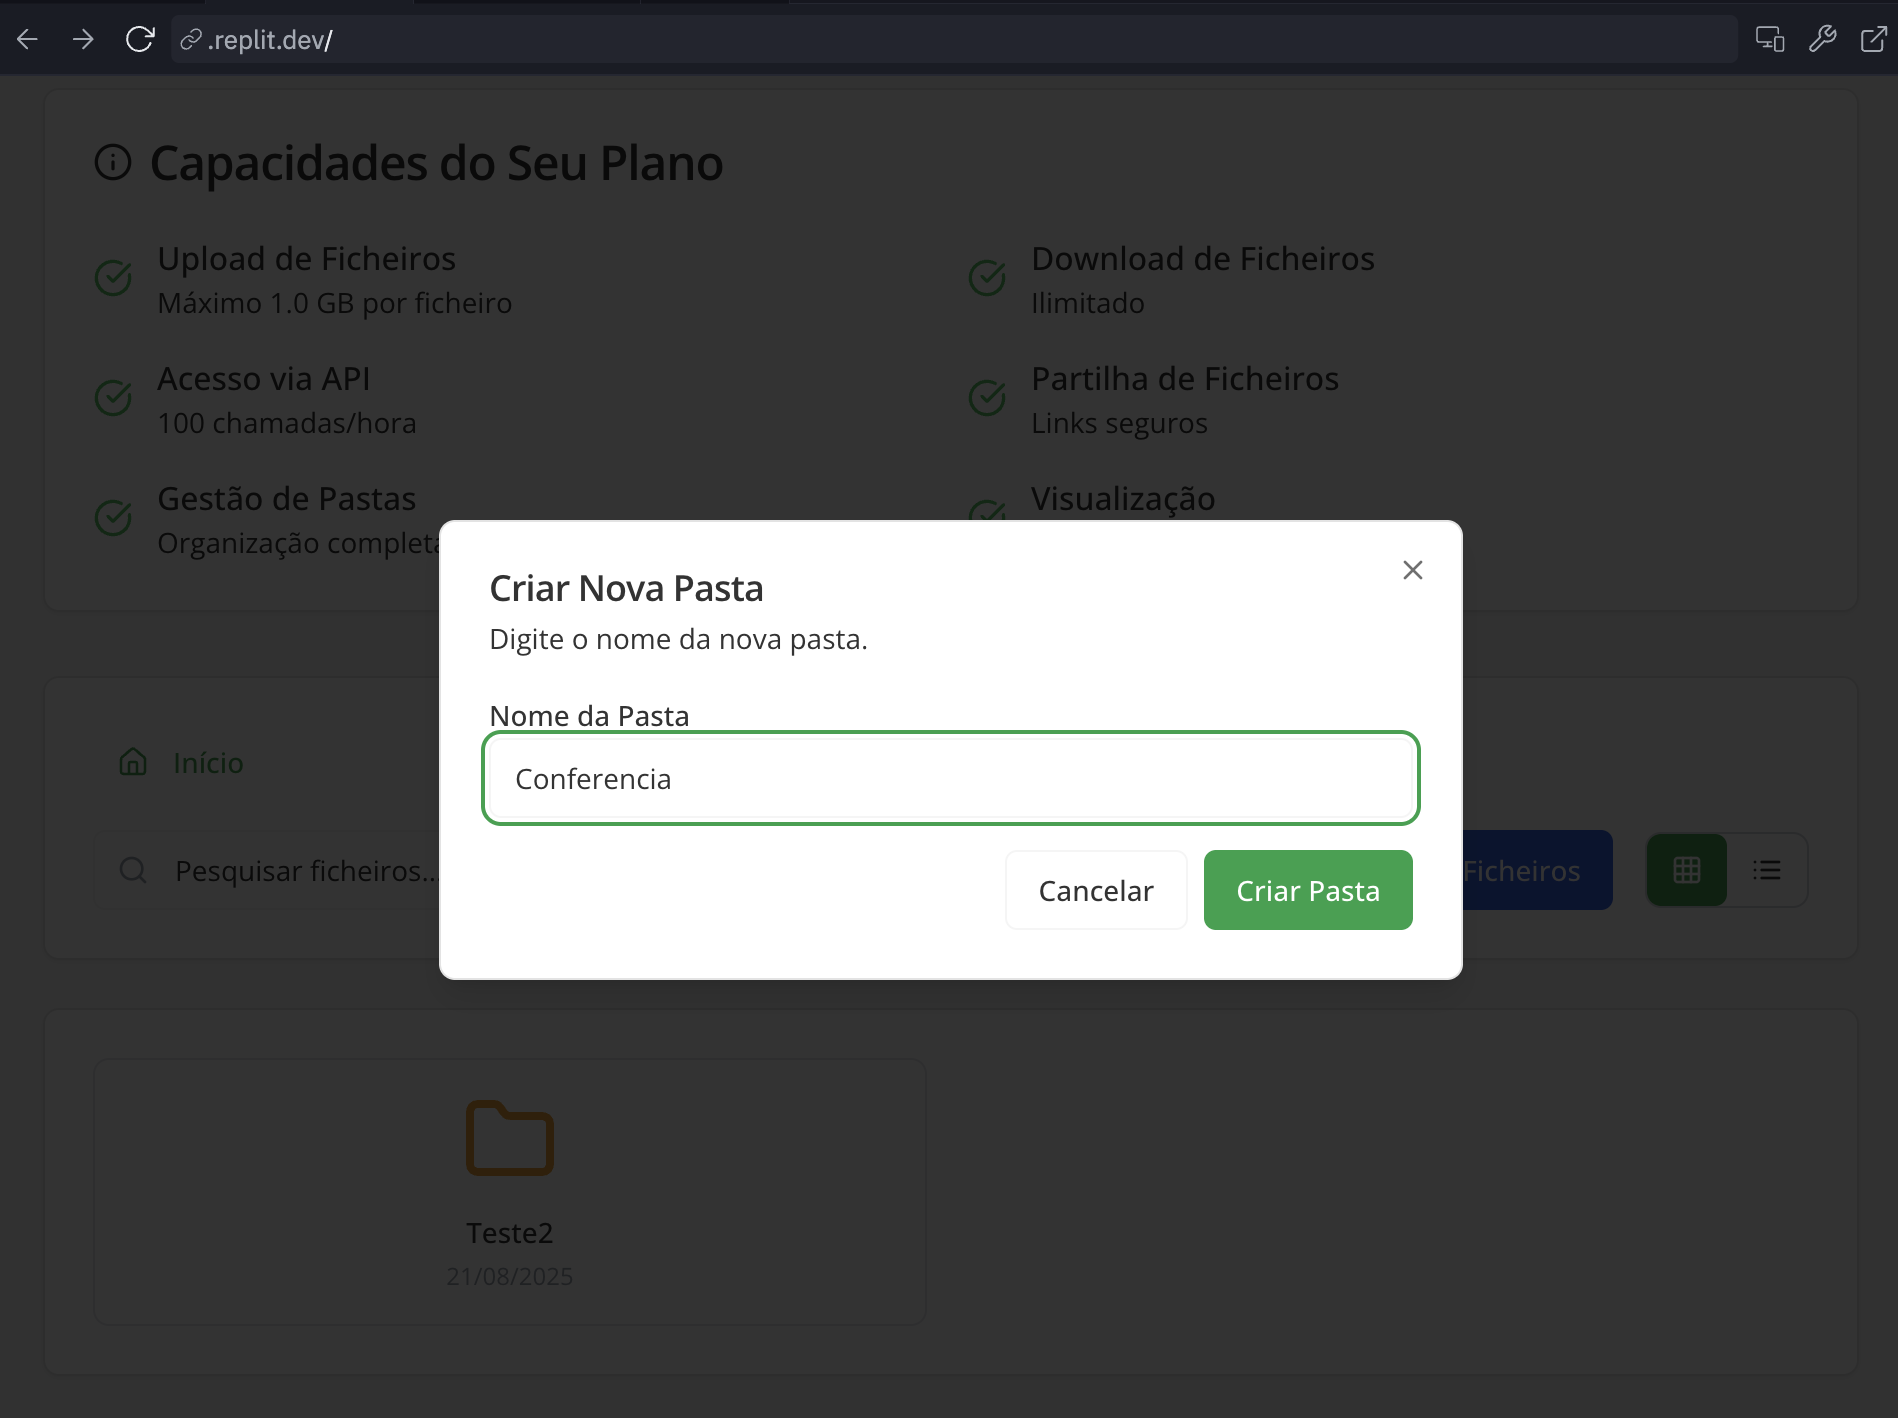 .replit.dev/
Capacidades do Seu Plano
Upload de Ficheiros
Máximo 1.0 GB por ficheiro
Download de Ficheiros
Ilimitado
Acesso via API
100 chamadas/hora
Partilha de Ficheiros
Links seguros
Gestão de Pastas
Organização completa
Visualização
Criar Nova Pasta
Digite o nome da nova pasta.
Nome da Pasta
Conferencia
Cancelar
Criar Pasta
Início
Pesquisar ficheiros...
Ficheiros
Teste2
21/08/2025